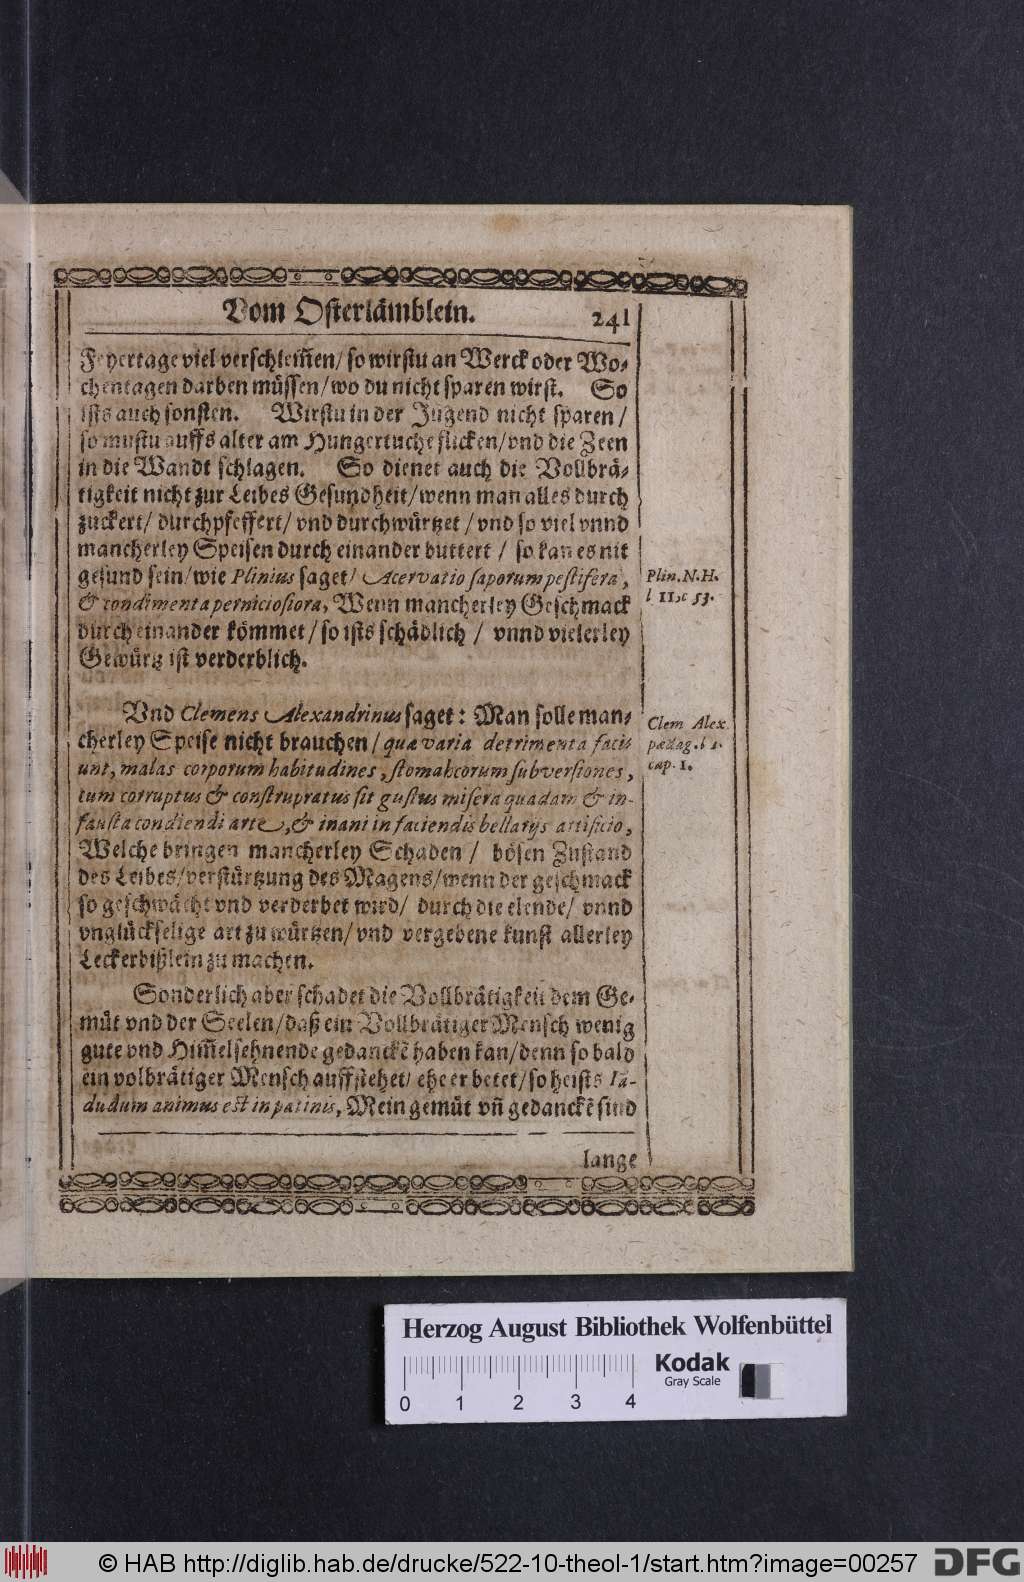 Vom Osterlämblein. 241
Feyertage viel verschlem̃en/ so wirstu an Werck oder Wo-
chentagen darben müssen/ wo du nicht sparen wirst. So
ists auch sonsten. Wirstu in der Jugend nicht sparen/
so mustu auffs alter am Hungertuche flicken/ vnd die Zeen
in die Wandt schlagen. So dienet auch die Vollbrä-
tigkeit nicht zur Leibes Gesundheit/ wenn man alles durch
zuckert/ durchpfeffert/ vnd durchwürtzet/ vnd so viel vnnd
mancherley Speisen durch einander buttert/ so kan es nit
gesund sein/ wie Plinius saget/ Acervatio saporum pestifera,
& condimenta perniciosiora, Wenn mancherley Geschmack
durch einander kömmet/ so ists schädlich/ vnnd vielerley
Gewürtz ist verderblich.
Plin. N. H.
l 11, c 53.
Vnd Clemens Alexandrinus saget: Man solle man-
cherley Speise nicht brauchen/ quæ varia detrimenta faci-
unt, malas corporum habitudines, stomahcorum subversiones,
tum corruptus & construpratus sit gustus misera quadam & in-
fausta condiendi arte, & inani in faciendis bellarijs artificio,
Welche bringen mancherley Schaden/ bösen Zustand
des Leibes/ verstürtzung des Magens/ wenn der geschmack
so geschwächt vnd verderbet wird/ durch die elende/ vnnd
vnglückselige art zu würtzen/ vnd vergebene kunst allerley
Leckerbißlein zu machen.
Clem Alex
pædag. l 2.
cap. 1.
Sonderlich aber schadet die Vollbrätigkeit dem Ge-
müt vnd der Seelen/ daß ein Vollbrätiger Mensch wenig
gute vnd Him̃elsehnende gedanckẽ haben kan/ denn so bald
ein volbrätiger Mensch auffstehet/ ehe er betet/ so heists Ia-
dudum animus est in patinis, Mein gemüt vñ gedanckẽ sind
lange
Herzog August Bibliothek Wolfenbüttel
0 1 2 3 4
Kodak
Gray Scale
© HAB http://diglib.hab.de/drucke/522-10-theol-1/start.htm?image=00257
DFG